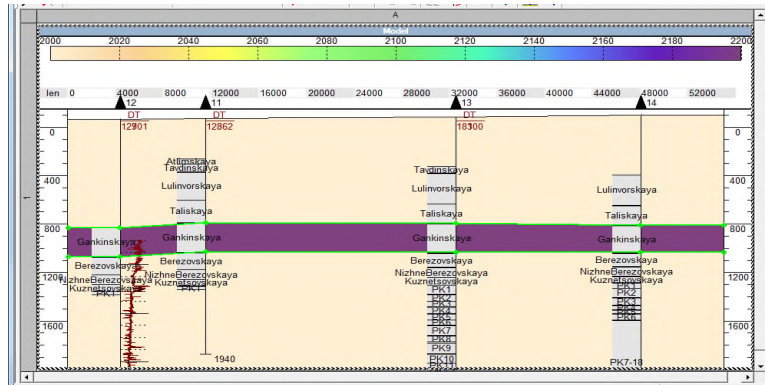 A
Model
2000 2020 2040 2060 2080 2100 2120 2140 2160 2180 2200
len 0 4000 8000 12000 16000 20000 24000 28000 32000 36000 40000 44000 48000 52000
12 11 13 14
DT DT DT
12862
0 0
Atlimskaya
Tavdinskaya Tavdinskaya
400 400
Lulinvorskaya Lulinvorskaya Lulinvorskaya
Taliskaya Taliskaya Taliskaya
800 800
Gankinskaya Gankinskaya Gankinskaya Gankinskaya
Berezovskaya Berezovskaya Berezovskaya Berezovskaya
1200 1200
NizhneBerezovskaya NizhneBerezovskaya NizhneBerezovskaya NizhneBerezovskaya
Kuznetsovskaya Kuznetsovskaya Kuznetsovskaya Kuznetsovskaya
PK1 PK1 PK1 PK1
PK2 PK2
PK3 PK3
PK4 PK4
PK5 PK5
PK6 PK6
1600 1600
PK7
PK8
PK9
PK10 PK7-18
1940
1